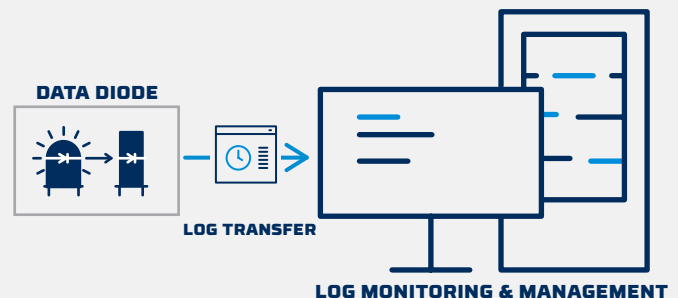 DATA DIODE
LOG TRANSFER
LOG MONITORING & MANAGEMENT